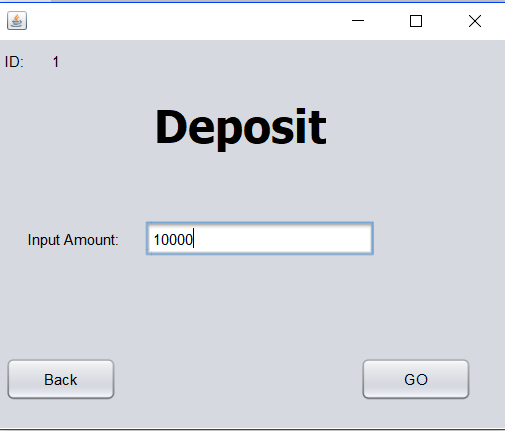 ID: 1
Deposit
Input Amount: 10000
Back GO